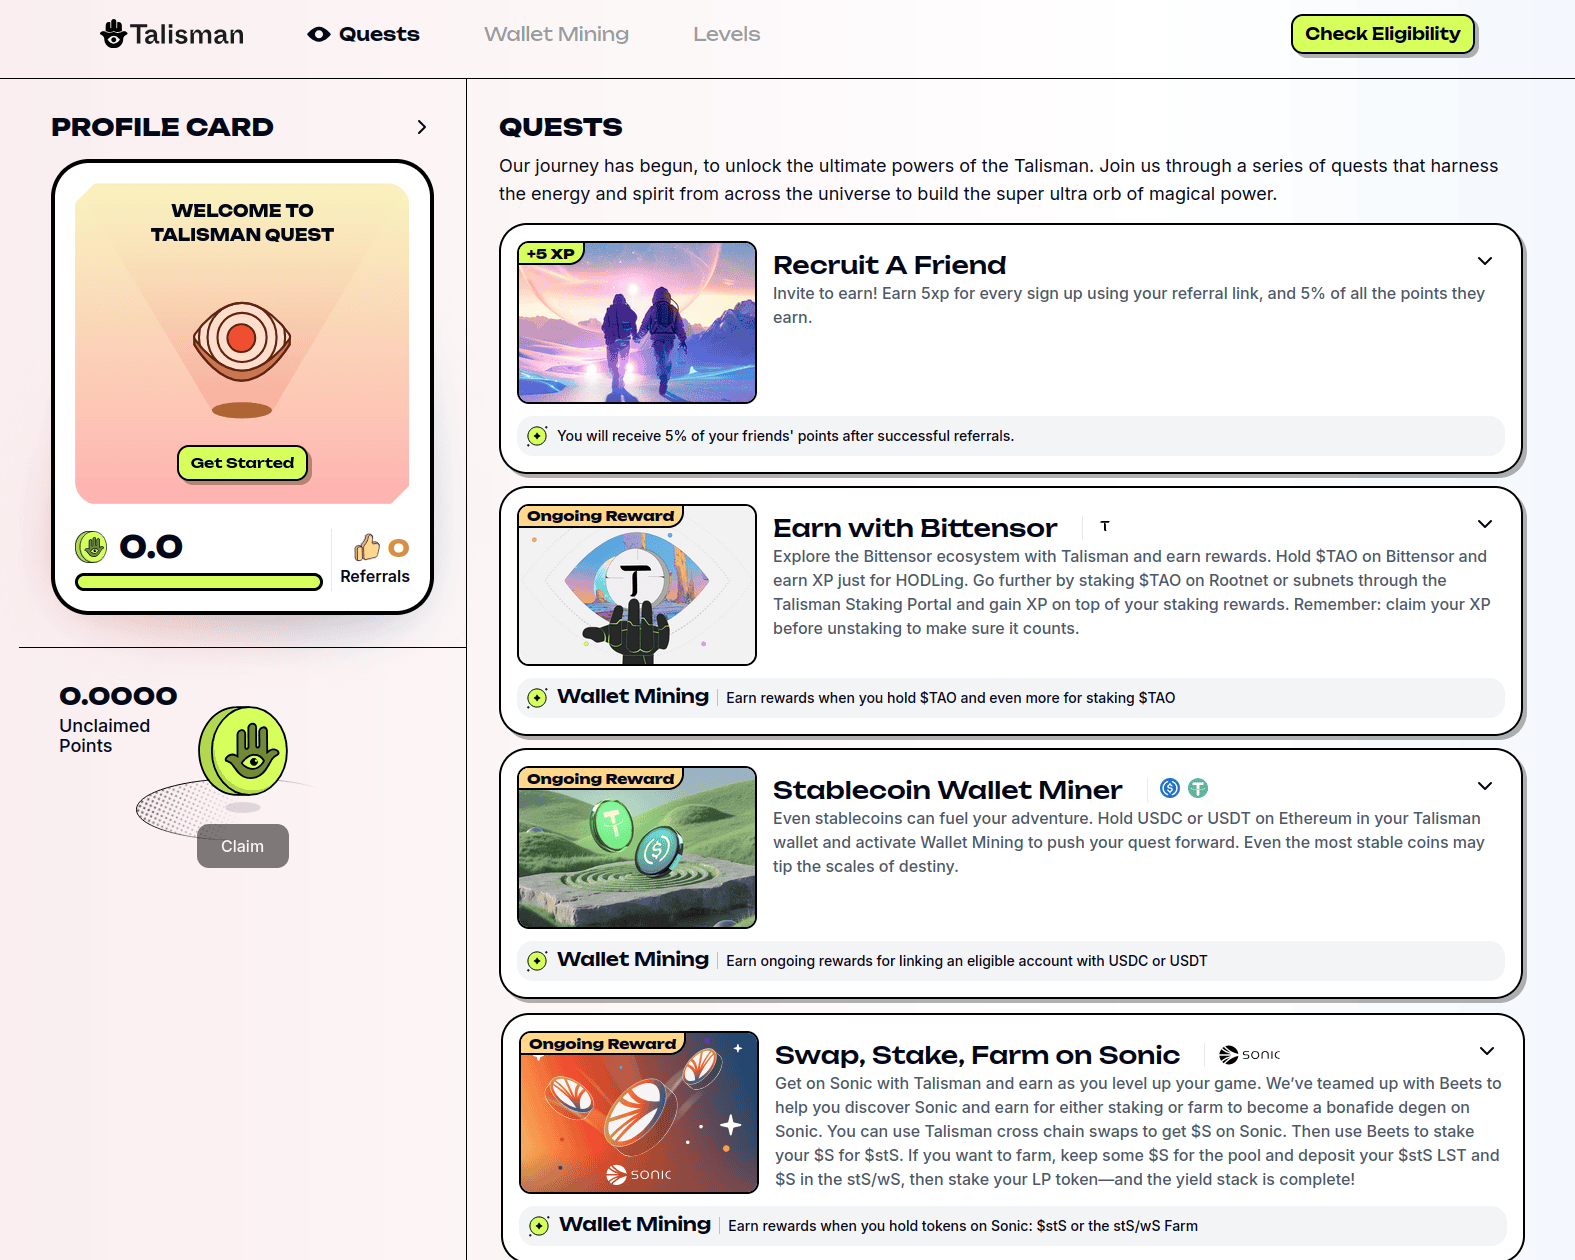 Talisman
Quests
Wallet Mining
Levels
Check Eligibility
PROFILE CARD
WELCOME TO
TALISMAN QUEST
Get Started
0.0
0
Referrals
0.0000
Unclaimed
Points
Claim
QUESTS
Our journey has begun, to unlock the ultimate powers of the Talisman. Join us through a series of quests that harness
the energy and spirit from across the universe to build the super ultra orb of magical power.
+5 XP
Recruit A Friend
Invite to earn! Earn 5xp for every sign up using your referral link, and 5% of all the points they
earn.
You will receive 5% of your friends' points after successful referrals.
Ongoing Reward
Earn with Bittensor
Explore the Bittensor ecosystem with Talisman and earn rewards. Hold $TAO on Bittensor and
earn XP just for HODLing. Go further by staking $TAO on Rootnet or subnets through the
Talisman Staking Portal and gain XP on top of your staking rewards. Remember: claim your XP
before unstaking to make sure it counts.
Wallet Mining
Earn rewards when you hold $TAO and even more for staking $TAO
Ongoing Reward
Stablecoin Wallet Miner
Even stablecoins can fuel your adventure. Hold USDC or USDT on Ethereum in your Talisman
wallet and activate Wallet Mining to push your quest forward. Even the most stable coins may
tip the scales of destiny.
Wallet Mining
Earn ongoing rewards for linking an eligible account with USDC or USDT
Ongoing Reward
SONIC
Swap, Stake, Farm on Sonic
SONIC
Get on Sonic with Talisman and earn as you level up your game. We’ve teamed up with Beets to
help you discover Sonic and earn for either staking or farm to become a bonafide degen on
Sonic. You can use Talisman cross chain swaps to get $S on Sonic. Then use Beets to stake
your $S for $stS. If you want to farm, keep some $S for the pool and deposit your $stS LST and
$S in the stS/wS, then stake your LP token—and the yield stack is complete!
Wallet Mining
Earn rewards when you hold tokens on Sonic: $stS or the stS/wS Farm